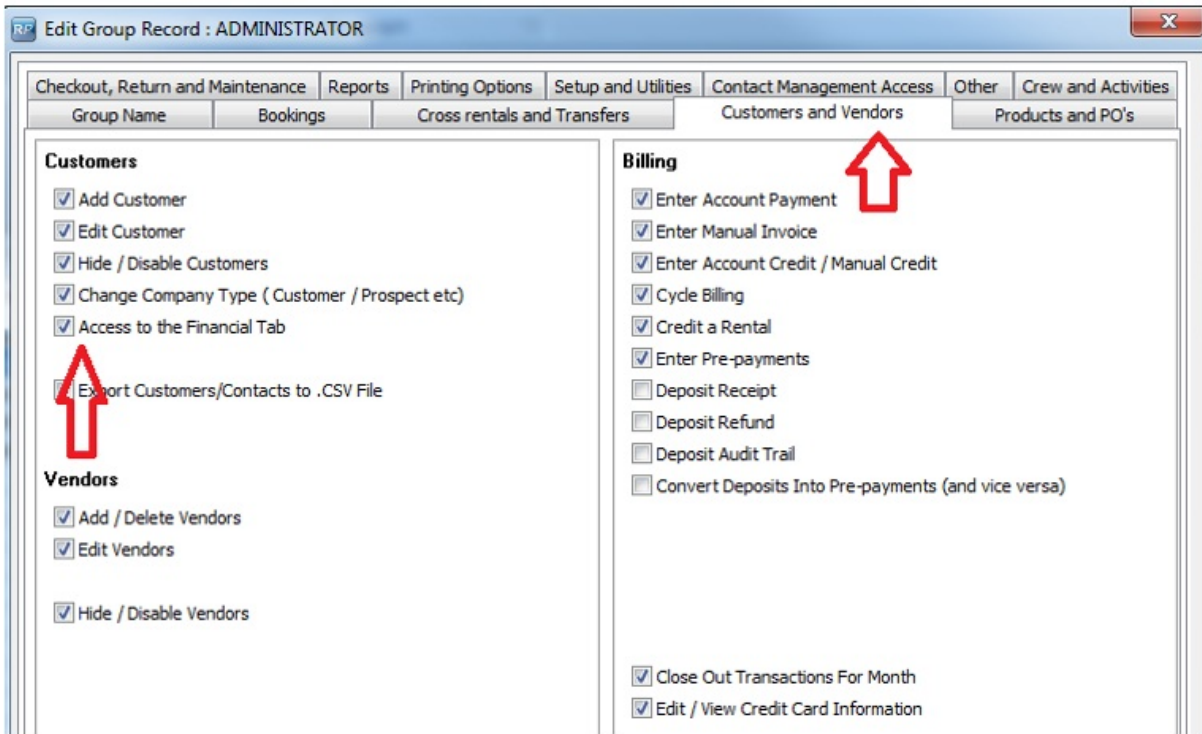 RP Edit Group Record : ADMINISTRATOR
Checkout, Return and Maintenance Reports Printing Options Setup and Utilities Contact Management Access Other Crew and Activities
Group Name Bookings Cross rentals and Transfers Customers and Vendors Products and PO's
Customers
Add Customer
Edit Customer
Hide / Disable Customers
Change Company Type ( Customer / Prospect etc)
Access to the Financial Tab
Export Customers/Contacts to .CSV File
Vendors
Add / Delete Vendors
Edit Vendors
Hide / Disable Vendors
Billing
Enter Account Payment
Enter Manual Invoice
Enter Account Credit / Manual Credit
Cycle Billing
Credit a Rental
Enter Pre-payments
Deposit Receipt
Deposit Refund
Deposit Audit Trail
Convert Deposits Into Pre-payments (and vice versa)
Close Out Transactions For Month
Edit / View Credit Card Information